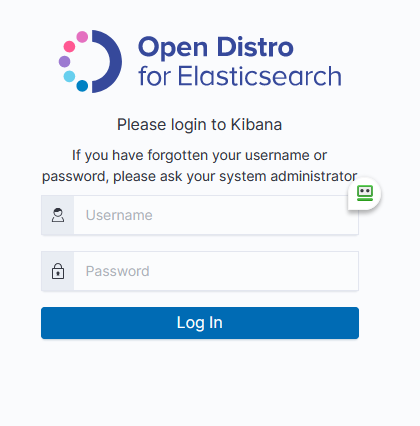 Open Distro
for Elasticsearch
Please login to Kibana
If you have forgotten your username or
password, please ask your system administrator
Username
Password
Log In